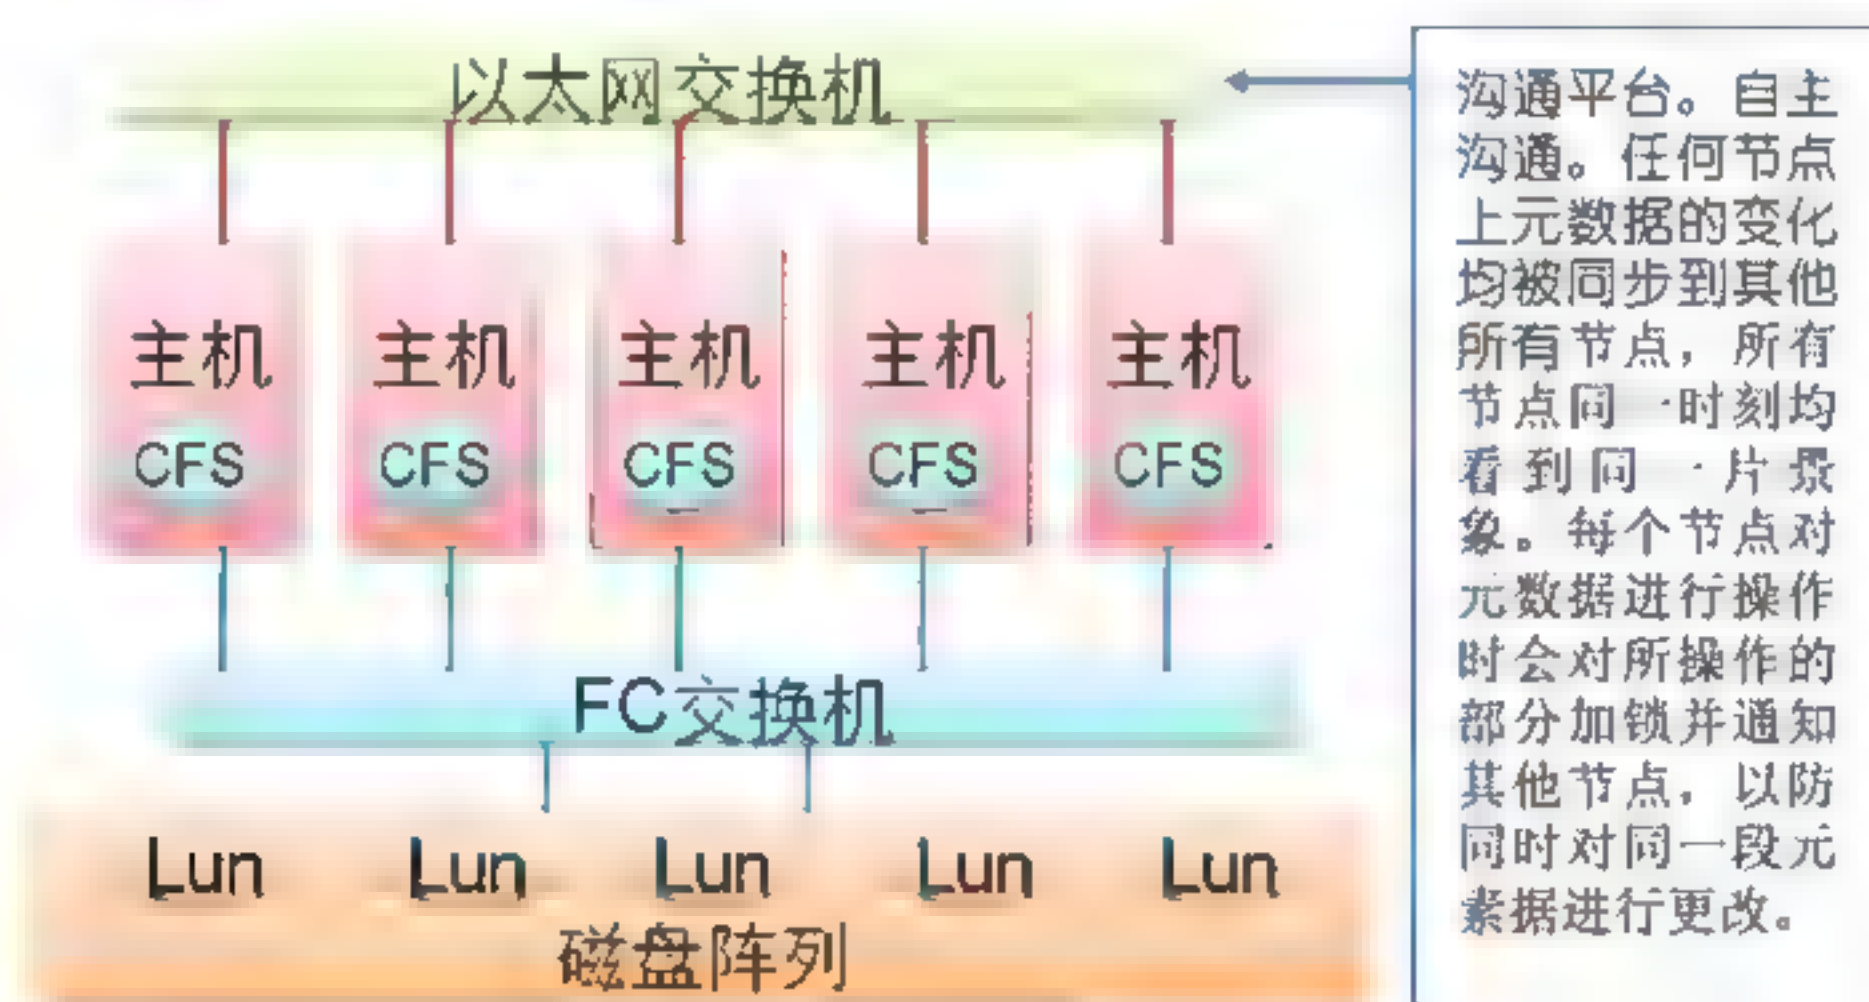 以太网交换机
主机 主机 主机 主机 主机
CFS CFS CFS CFS CFS
FC交换机
Lun Lun Lun Lun Lun
磁盘阵列
沟通平台。自主
沟通。任何节点
上元数据的变化
均被同步到其他
所有节点，所有
节点同一时刻均
看到同一片景
象。每个节点对
元数据进行操作
时会对所操作的
部分加锁并通知
其他节点，以防
同时对同一段元
素据进行更改。